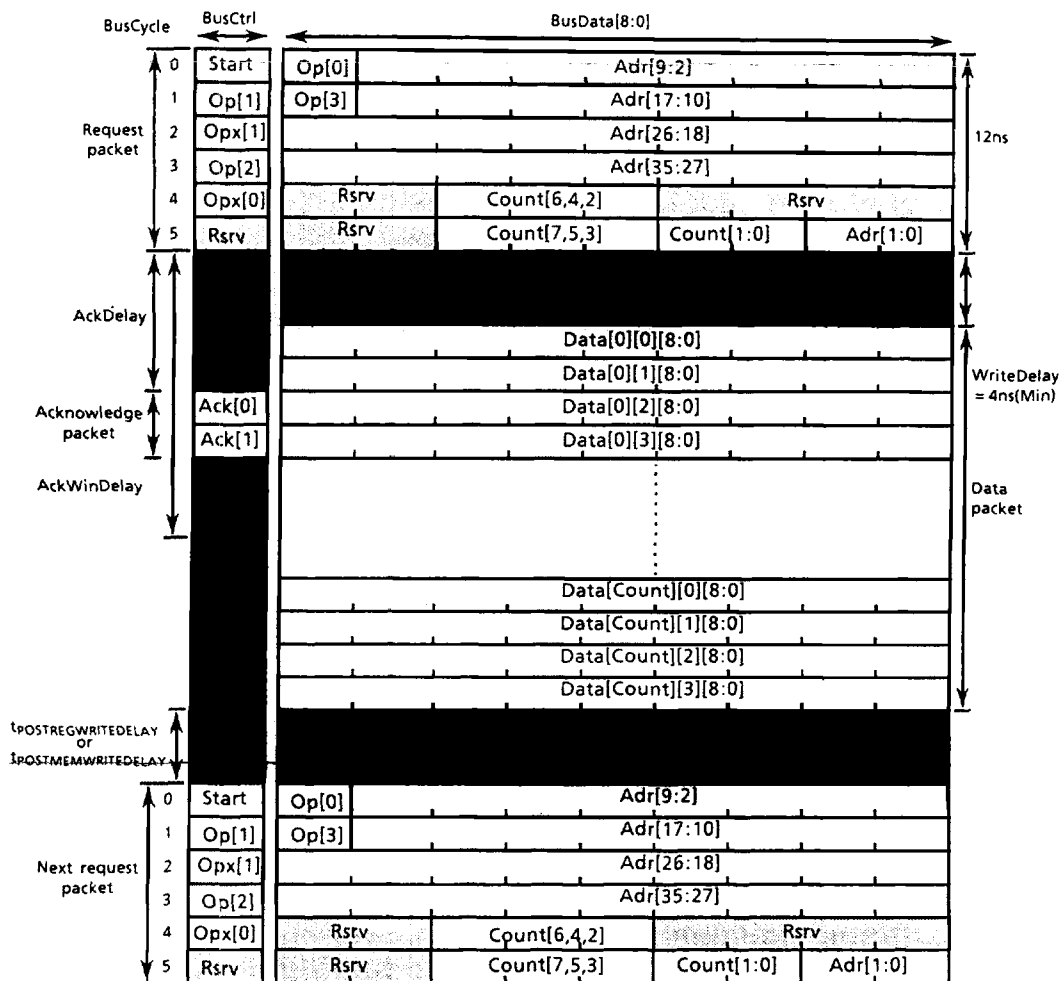 BusCycle BusCtrl BusData[8:0]
0 Start Op[0] Adr[9:2]
1 Op[1] Op[3] Adr[17:10]
Request packet
2 Opx[1] Adr[26:18]
12ns
3 Op[2] Adr[35:27]
4 Opx[0] Rsrv Count[6,4,2] Rsrv
5 Rsrv Rsrv Count[7,5,3] Count[1:0] Adr[1:0]
AckDelay
Data[0][0][8:0]
Data[0][1][8:0]
WriteDelay
= 4ns(Min)
Acknowledge
packet
Ack[0] Data[0][2][8:0]
Ack[1] Data[0][3][8:0]
AckWinDelay
Data
packet
Data[Count][0][8:0]
Data[Count][1][8:0]
Data[Count][2][8:0]
Data[Count][3][8:0]
tPOSTREGWRITEDELAY
or
tPOSTMEMWRITEDELAY
0 Start Op[0] Adr[9:2]
1 Op[1] Op[3] Adr[17:10]
Next request
packet
2 Opx[1] Adr[26:18]
3 Op[2] Adr[35:27]
4 Opx[0] Rsrv Count[6,4,2] Rsrv
5 Rsrv Rsrv Count[7,5,3] Count[1:0] Adr[1:0]